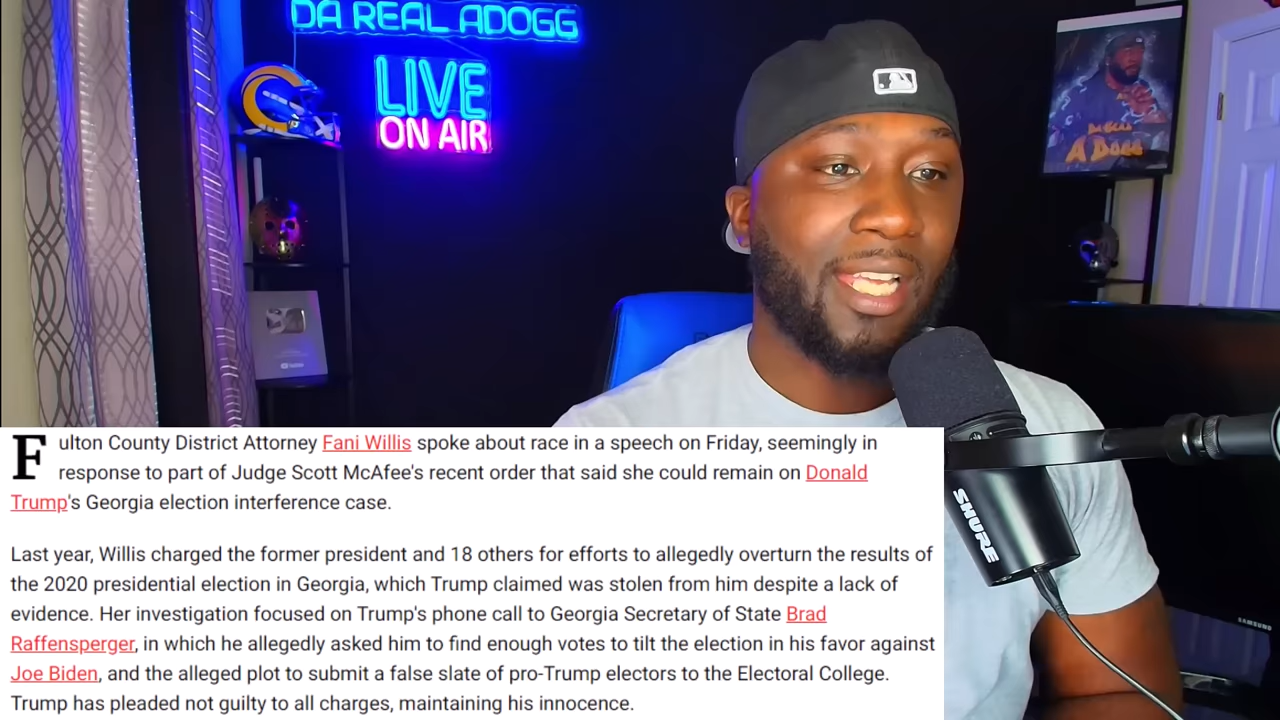 DA REAL ADOGG
LIVE
ON AIR
DA REAL
A DOGG
SHURE
SAMSUNG
Fulton County District Attorney Fani Willis spoke about race in a speech on Friday, seemingly in
response to part of Judge Scott McAfee's recent order that said she could remain on Donald
Trump's Georgia election interference case.
Last year, Willis charged the former president and 18 others for efforts to allegedly overturn the results of
the 2020 presidential election in Georgia, which Trump claimed was stolen from him despite a lack of
evidence. Her investigation focused on Trump's phone call to Georgia Secretary of State Brad
Raffensperger, in which he allegedly asked him to find enough votes to tilt the election in his favor against
Joe Biden, and the alleged plot to submit a false slate of pro-Trump electors to the Electoral College.
Trump has pleaded not guilty to all charges, maintaining his innocence.